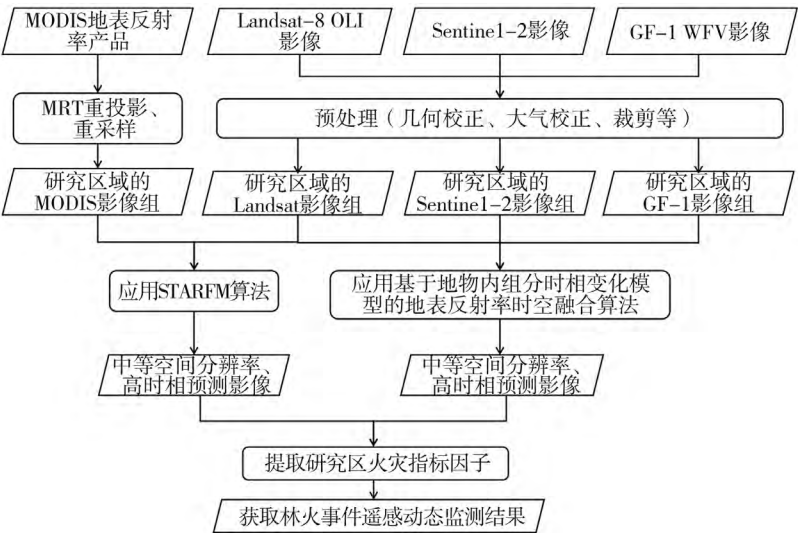 MODIS地表反射
率产品
Landsat-8 OLI
影像
Sentine1-2影像
GF-1 WFV影像
MRT重投影、
重采样
预处理（几何校正、大气校正、裁剪等）
研究区域的
MODIS影像组
研究区域的
Landsat影像组
研究区域的
Sentine1-2影像组
研究区域的
GF-1影像组
应用STARFM算法
应用基于地物内组分时相变化模
型的地表反射率时空融合算法
中等空间分辨率、
高时相预测影像
中等空间分辨率、
高时相预测影像
提取研究区火灾指标因子
获取林火事件遥感动态监测结果